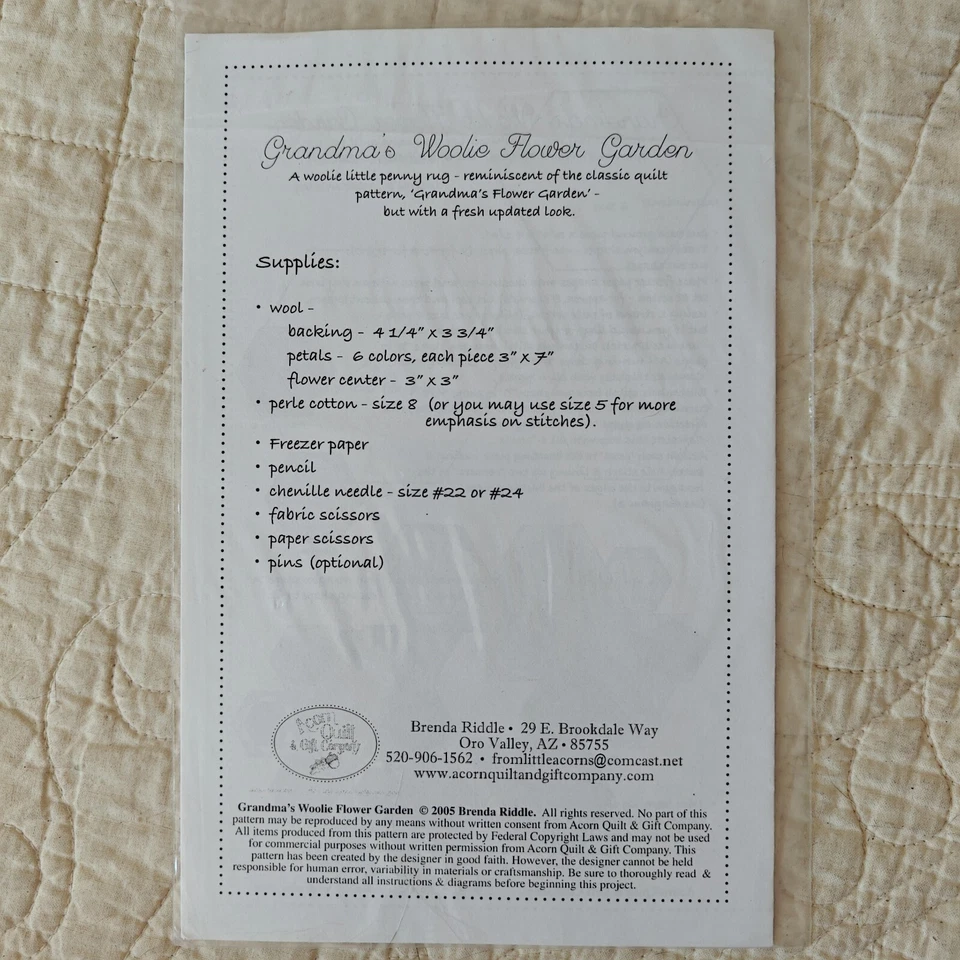 Grandma's Woolie Flower Garden
A woolie little penny rug - reminiscent of the classic quilt
pattern, 'Grandma's Flower Garden' -
but with a fresh updated look.
Supplies:
• wool -
backing - 4 1/4" x 3 3/4"
petals - 6 colors, each piece 3" x 7"
flower center - 3" x 3"
• perle cotton - size 8 (or you may use size 5 for more
emphasis on stitches).
• Freezer paper
• pencil
• chenille needle - size #22 or #24
• fabric scissors
• paper scissors
• pins (optional)
Acorn
Quilt
& Gift Company
Brenda Riddle • 29 E. Brookdale Way
Oro Valley, AZ • 85755
520-906-1562 • fromlittleacorns@comcast.net
www.acornquiltandgiftcompany.com
Grandma's Woolie Flower Garden © 2005 Brenda Riddle. All rights reserved. No part of this
pattern may be reproduced by any means without written consent from Acorn Quilt & Gift Company.
All items produced from this pattern are protected by Federal Copyright Laws and may not be used
for commercial purposes without written permission from Acorn Quilt & Gift Company. This
pattern has been created by the designer in good faith. However, the designer cannot be held
responsible for human error, variability in materials or craftsmanship. Be sure to thoroughly read &
understand all instructions & diagrams before beginning this project.